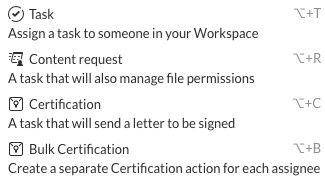 Task ⌥+T
Assign a task to someone in your Workspace
Content request ⌥+R
A task that will also manage file permissions
Certification ⌥+C
A task that will send a letter to be signed
Bulk Certification ⌥+B
Create a separate Certification action for each assignee